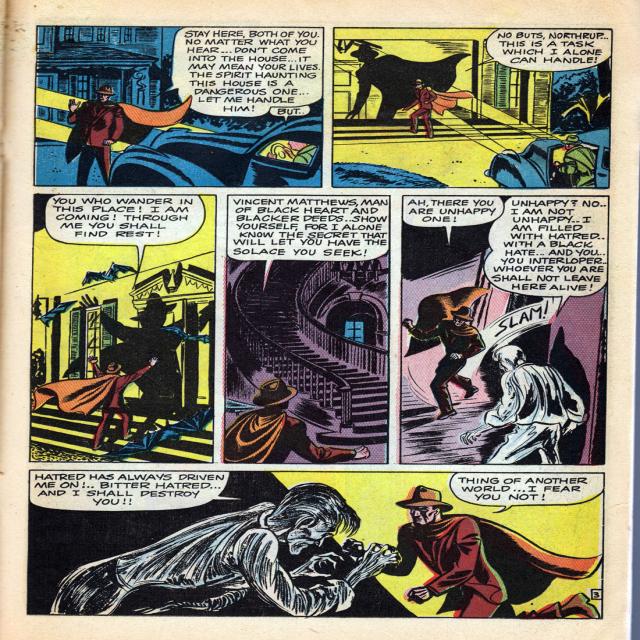 STAY HERE, BOTH OF YOU.
NO MATTER WHAT YOU
HEAR...DON'T COME
INTO THE HOUSE...IT
MAY MEAN YOUR LIVES.
THE SPIRIT HAUNTING
THIS HOUSE IS A
DANGEROUS ONE...
LET ME HANDLE
HIM!
BUT..
NO BUTS, NORTHRUP...
THIS IS A TASK
WHICH I ALONE
CAN HANDLE!
YOU WHO WANDER IN
THIS PLACE! I AM
COMING! THROUGH
ME YOU SHALL
FIND REST!
VINCENT MATTHEWS, MAN
OF BLACK HEART AND
BLACKER DEEDS...SHOW
YOURSELF, FOR I ALONE
KNOW THE SECRET THAT
WILL LET YOU HAVE THE
SOLACE YOU SEEK!
AH, THERE YOU
ARE UNHAPPY
ONE!
UNHAPPY? NO..
I AM NOT
UNHAPPY..I
AM FILLED
WITH HATRED..
WITH A BLACK
HATE...AND YOU...
YOU INTERLOPER..
WHOEVER YOU ARE
SHALL NOT LEAVE
HERE ALIVE!
SLAM!
HATRED HAS ALWAYS DRIVEN
ME ON!.. BITTER HATRED...
AND I SHALL DESTROY
YOU!!
THING OF ANOTHER
WORLD...I FEAR
YOU NOT!
3